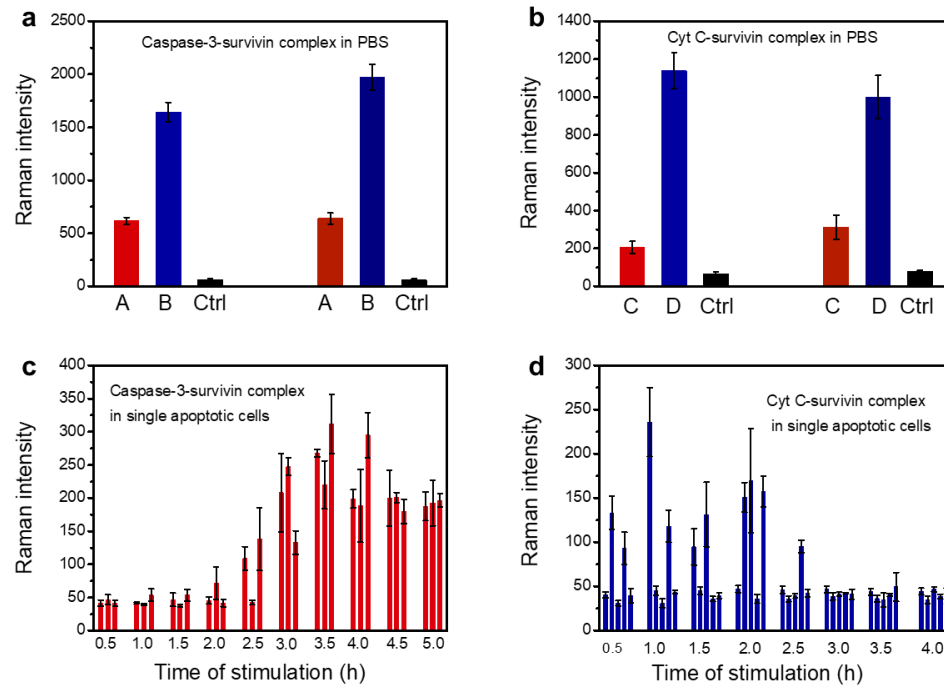 a
Caspase-3-survivin complex in PBS
Raman intensity
2500
2000
1500
1000
500
0
A B Ctrl A B Ctrl
b
Cyt C-survivin complex in PBS
Raman intensity
1400
1200
1000
800
600
400
200
0
C D Ctrl C D Ctrl
c
Caspase-3-survivin complex
in single apoptotic cells
Raman intensity
400
350
300
250
200
150
100
50
0
0.5 1.0 1.5 2.0 2.5 3.0 3.5 4.0 4.5 5.0
Time of stimulation (h)
d
Cyt C-survivin complex
in single apoptotic cells
Raman intensity
300
250
200
150
100
50
0
0.5 1.0 1.5 2.0 2.5 3.0 3.5 4.0
Time of stimulation (h)